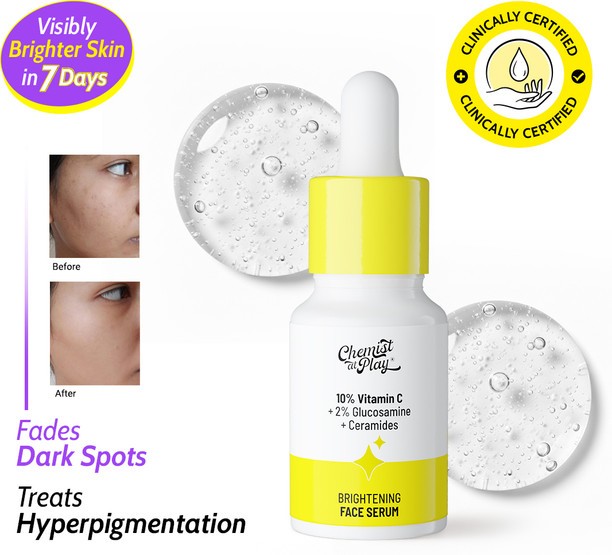 Visibly
Brighter Skin
in 7 Days
CLINICALLY CERTIFIED
CLINICALLY CERTIFIED
Before
After
Fades
Dark Spots
Treats
Hyperpigmentation
Chemist
at Play
10% Vitamin C
+ 2% Glucosamine
+ Ceramides
BRIGHTENING
FACE SERUM